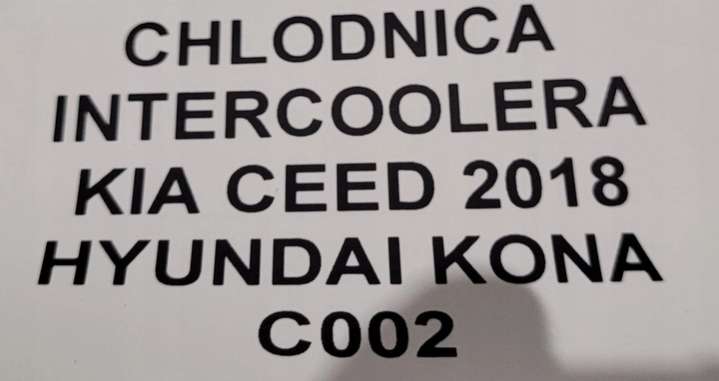 CHLODNICA
INTERCOOLERA
KIA CEED 2018
HYUNDAI KONA
C002